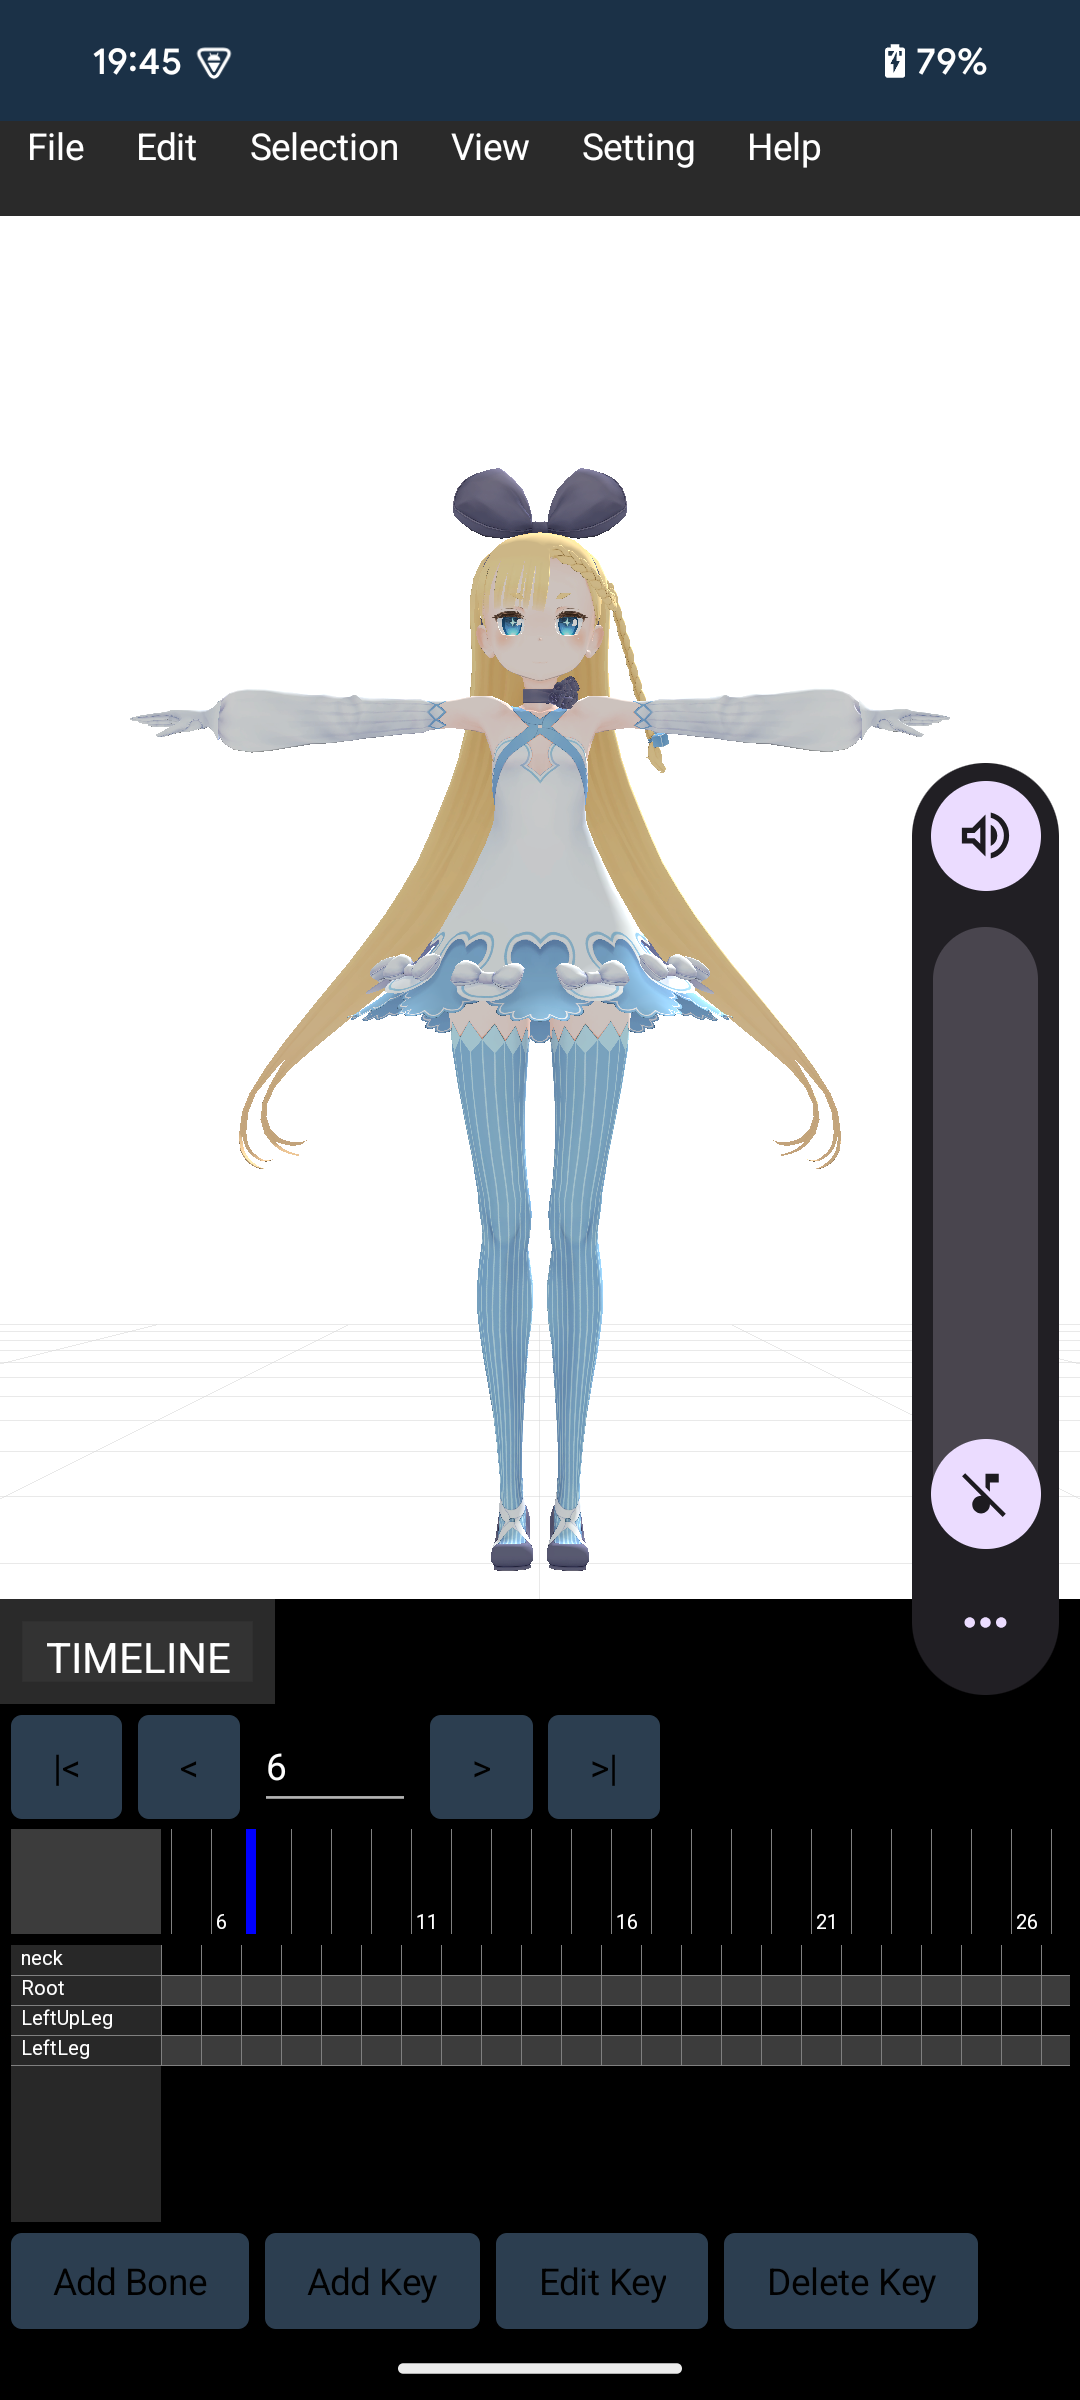 19:45 79%
File Edit Selection View Setting Help
TIMELINE
|< < 6 > >|
6 11 16 21 26
neck
Root
LeftUpLeg
LeftLeg
Add Bone Add Key Edit Key Delete Key